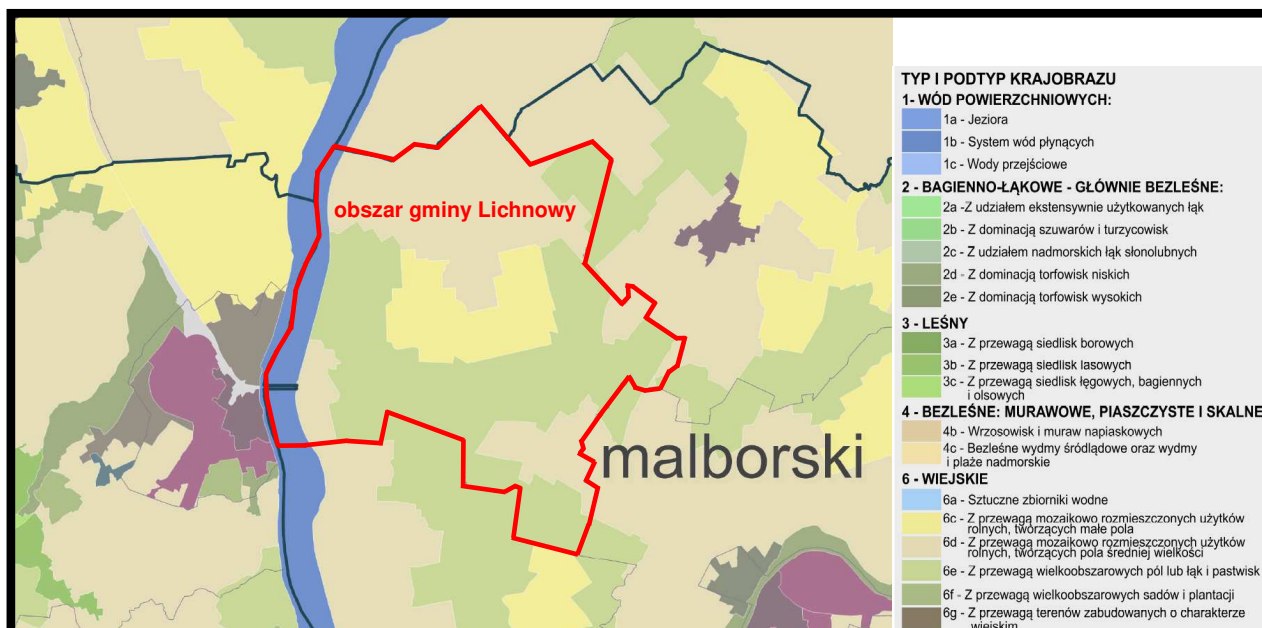 obszar gminy Lichnowy
malborski
TYP I PODTYP KRAJOBRAZU
1- WÓD POWIERZCHNIOWYCH:
1a - Jeziora
1b - System wód płynących
1c - Wody przejściowe
2 - BAGIENNO-ŁĄKOWE - GŁÓWNIE BEZLEŚNE:
2a -Z udziałem ekstensywnie użytkowanych łąk
2b - Z dominacją szuwarów i turzycowisk
2c - Z udziałem nadmorskich łąk słonolubnych
2d - Z dominacją torfowisk niskich
2e - Z dominacją torfowisk wysokich
3 - LEŚNY
3a - Z przewagą siedlisk borowych
3b - Z przewagą siedlisk lasowych
3c - Z przewagą siedlisk łęgowych, bagiennych
i olsowych
4 - BEZLEŚNE: MURAWOWE, PIASZCZYSTE I SKALNE
4b - Wrzosowisk i muraw napiaskowych
4c - Bezleśne wydmy śródlądowe oraz wydmy
i plaże nadmorskie
6 - WIEJSKIE
6a - Sztuczne zbiorniki wodne
6c - Z przewagą mozaikowo rozmieszczonych użytków
rolnych, tworzących małe pola
6d - Z przewagą mozaikowo rozmieszczonych użytków
rolnych, tworzących pola średniej wielkości
6e - Z przewagą wielkoobszarowych pól lub łąk i pastwisk
6f - Z przewagą wielkoobszarowych sadów i plantacji
6g - Z przewagą terenów zabudowanych o charakterze
wiejskim